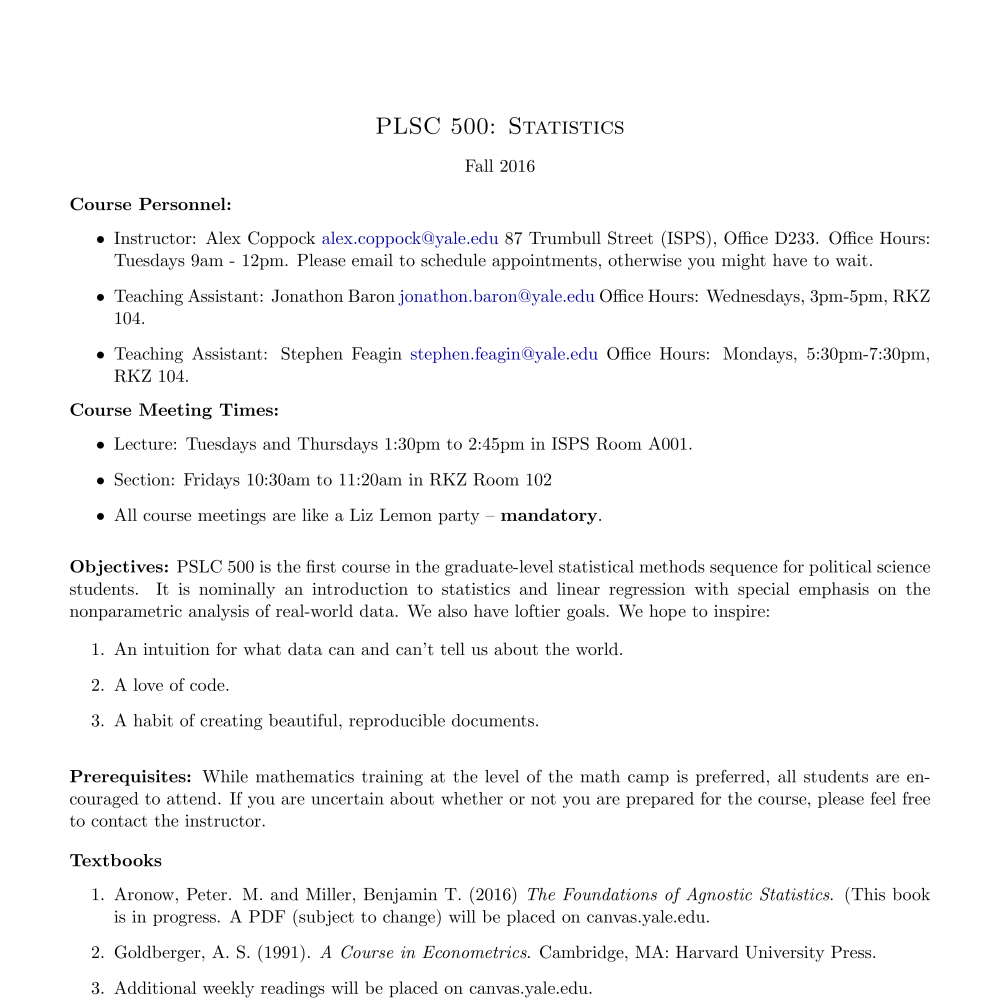 PLSC 500: Statistics
Fall 2016
Course Personnel:
• Instructor: Alex Coppock alex.coppock@yale.edu 87 Trumbull Street (ISPS), Office D233. Office Hours:
Tuesdays 9am - 12pm. Please email to schedule appointments, otherwise you might have to wait.
• Teaching Assistant: Jonathon Baron jonathon.baron@yale.edu Office Hours: Wednesdays, 3pm-5pm, RKZ
104.
• Teaching Assistant: Stephen Feagin stephen.feagin@yale.edu Office Hours: Mondays, 5:30pm-7:30pm,
RKZ 104.
Course Meeting Times:
• Lecture: Tuesdays and Thursdays 1:30pm to 2:45pm in ISPS Room A001.
• Section: Fridays 10:30am to 11:20am in RKZ Room 102
• All course meetings are like a Liz Lemon party – mandatory.
Objectives: PSLC 500 is the first course in the graduate-level statistical methods sequence for political science
students. It is nominally an introduction to statistics and linear regression with special emphasis on the
nonparametric analysis of real-world data. We also have loftier goals. We hope to inspire:
1. An intuition for what data can and can't tell us about the world.
2. A love of code.
3. A habit of creating beautiful, reproducible documents.
Prerequisites: While mathematics training at the level of the math camp is preferred, all students are en-
couraged to attend. If you are uncertain about whether or not you are prepared for the course, please feel free
to contact the instructor.
Textbooks
1. Aronow, Peter. M. and Miller, Benjamin T. (2016) The Foundations of Agnostic Statistics. (This book
is in progress. A PDF (subject to change) will be placed on canvas.yale.edu.
2. Goldberger, A. S. (1991). A Course in Econometrics. Cambridge, MA: Harvard University Press.
3. Additional weekly readings will be placed on canvas.yale.edu.